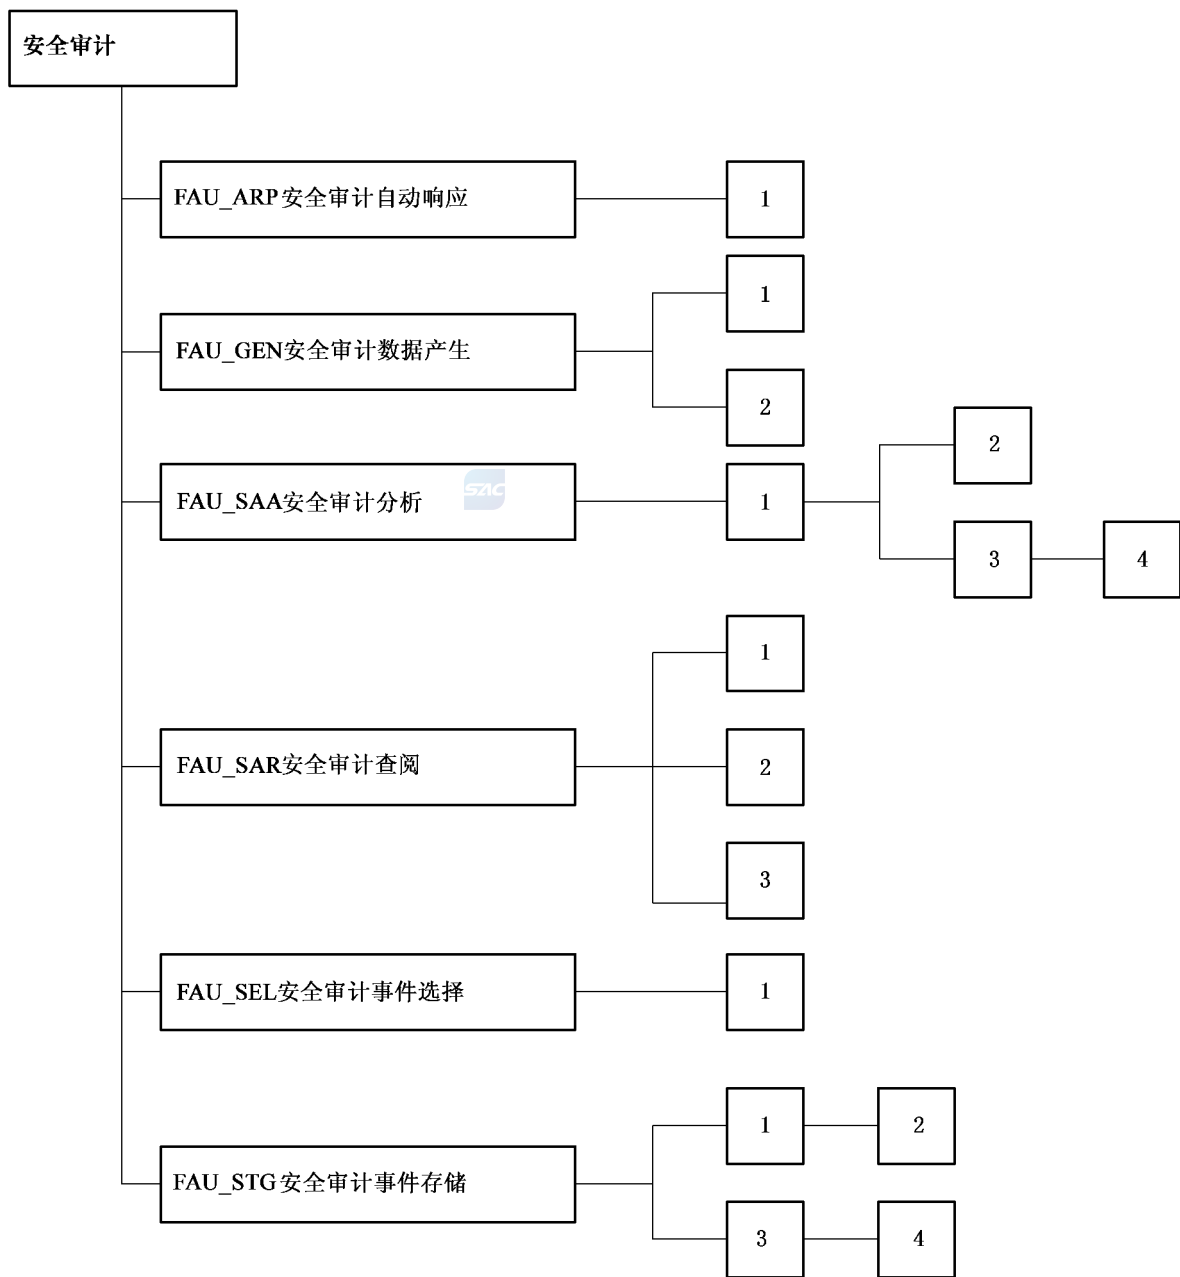 安全审计
FAU_ARP安全审计自动响应
1
1
FAU_GEN安全审计数据产生
2
2
FAU_SAA安全审计分析
SAC
1
3
4
1
FAU_SAR安全审计查阅
2
3
FAU_SEL安全审计事件选择
1
1
2
FAU_STG安全审计事件存储
3
4